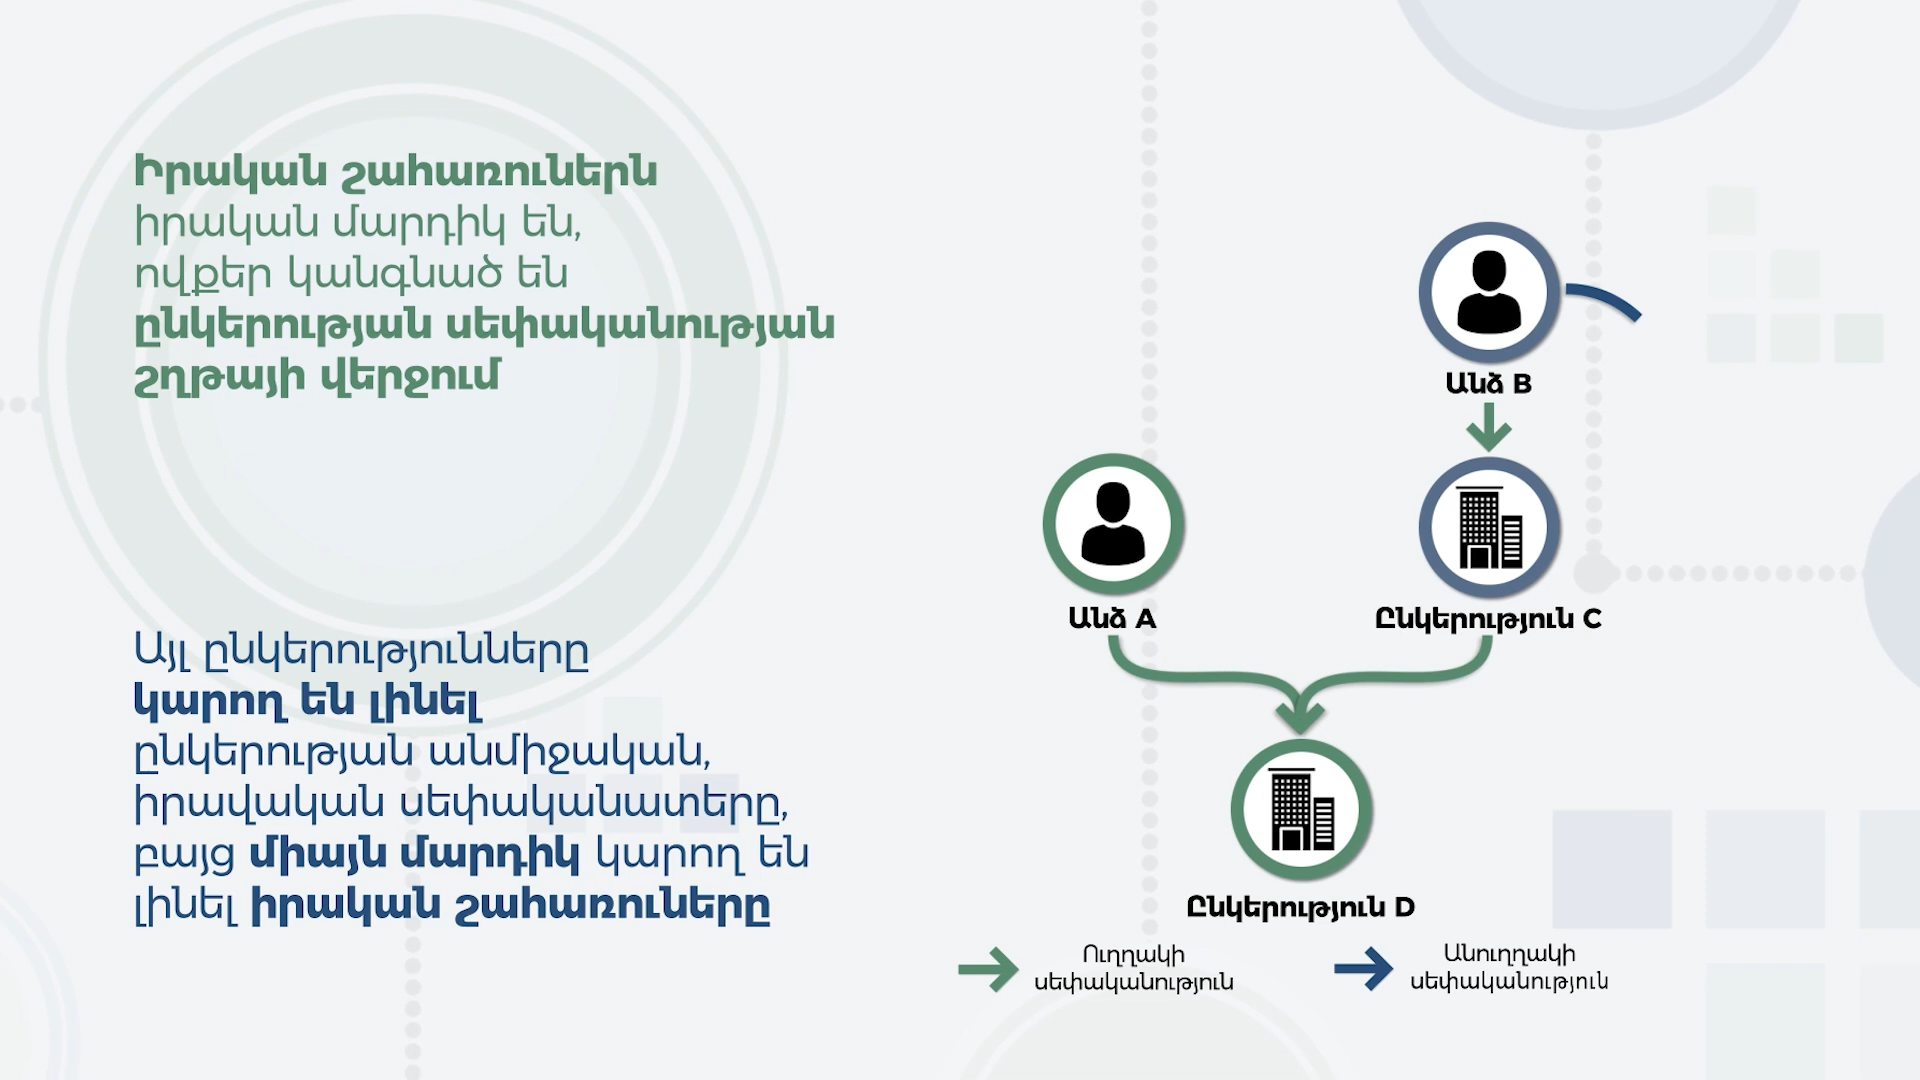 Իրական շահառուներն
իրական մարդիկ են,
ովքեր կանգնած են
ընկերության սեփականության
շղթայի վերջում
Այլ ընկերությունները
կարող են լինել
ընկերության անմիջական,
իրավական սեփականատերը,
բայց միայն մարդիկ կարող են
լինել իրական շահառուները
Անձ B
Անձ A
Ընկերություն C
Ընկերություն D
Ուղղակի
սեփականություն
Անուղղակի
սեփականություն